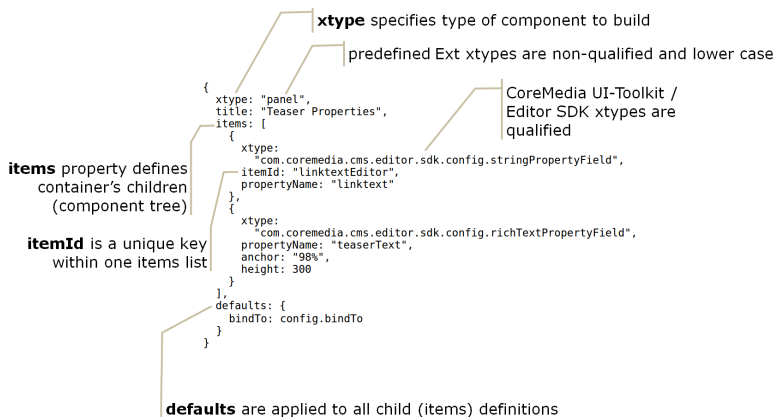 xtype specifies type of component to build
predefined Ext xtypes are non-qualified and lower case
CoreMedia UI-Toolkit /
Editor SDK xtypes are
qualified
{
xtype: "panel",
title: "Teaser Properties",
items: [
{
xtype:
"com.coremedia.cms.editor.sdk.config.stringPropertyField",
itemId: "linktextEditor",
propertyName: "linktext"
},
{
xtype:
"com.coremedia.cms.editor.sdk.config.richTextPropertyField",
propertyName: "teaserText",
anchor: "98%",
height: 300
}
],
defaults: {
bindTo: config.bindTo
}
}
items property defines
container’s children
(component tree)
itemId is a unique key
within one items list
defaults are applied to all child (items) definitions